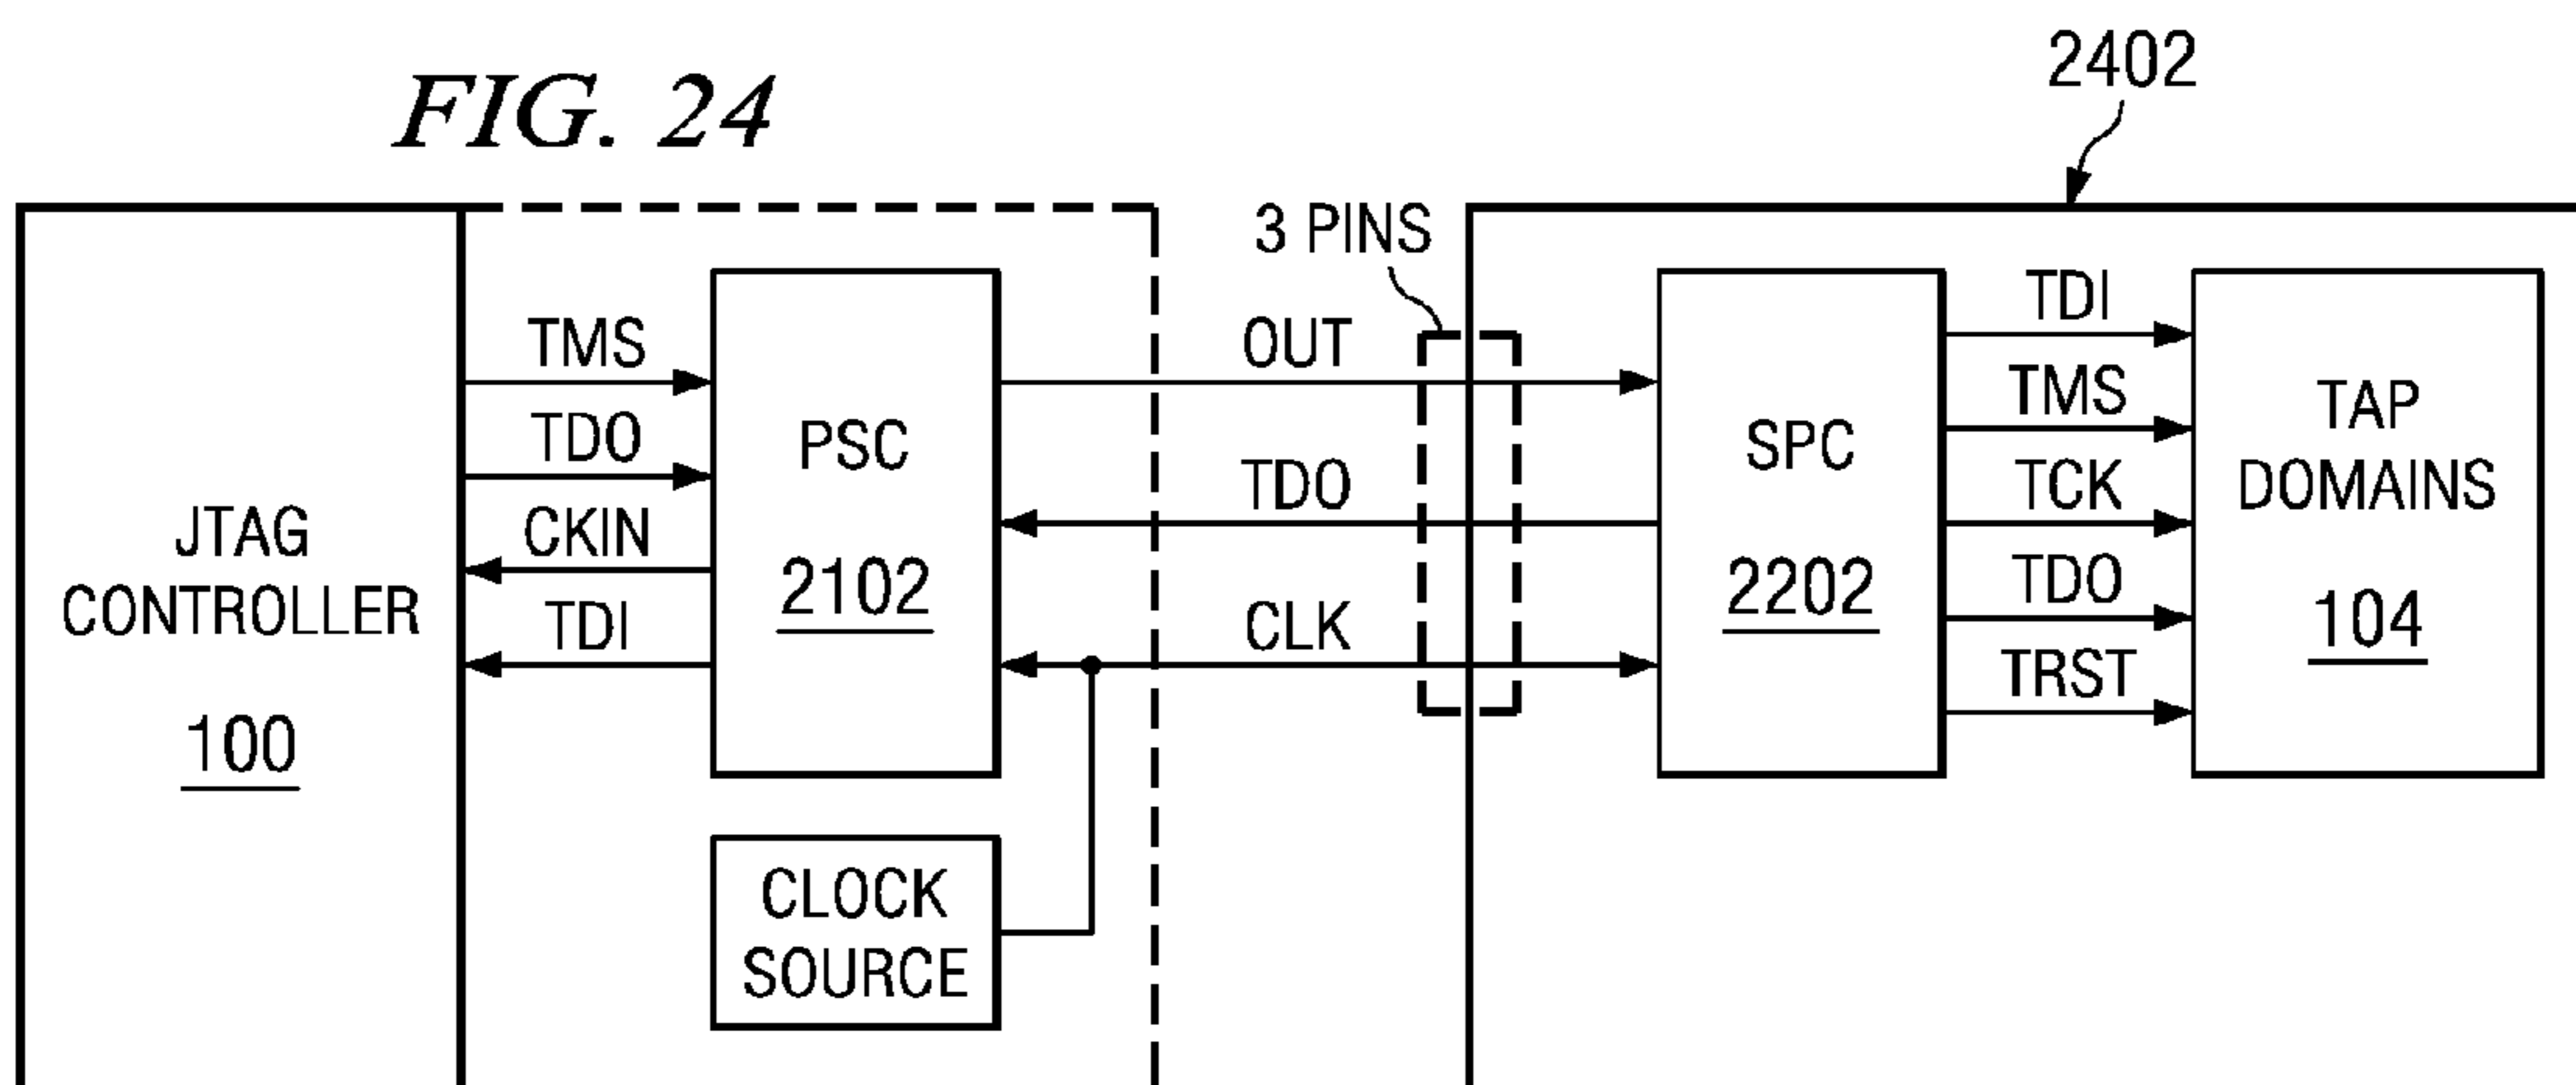 FIG. 24
2402
3 PINS
JTAG
CONTROLLER
100
TMS
TDO
CKIN
TDI
PSC
2102
CLOCK
SOURCE
OUT
TDO
CLK
SPC
2202
TDI
TMS
TCK
TDO
TRST
TAP
DOMAINS
104